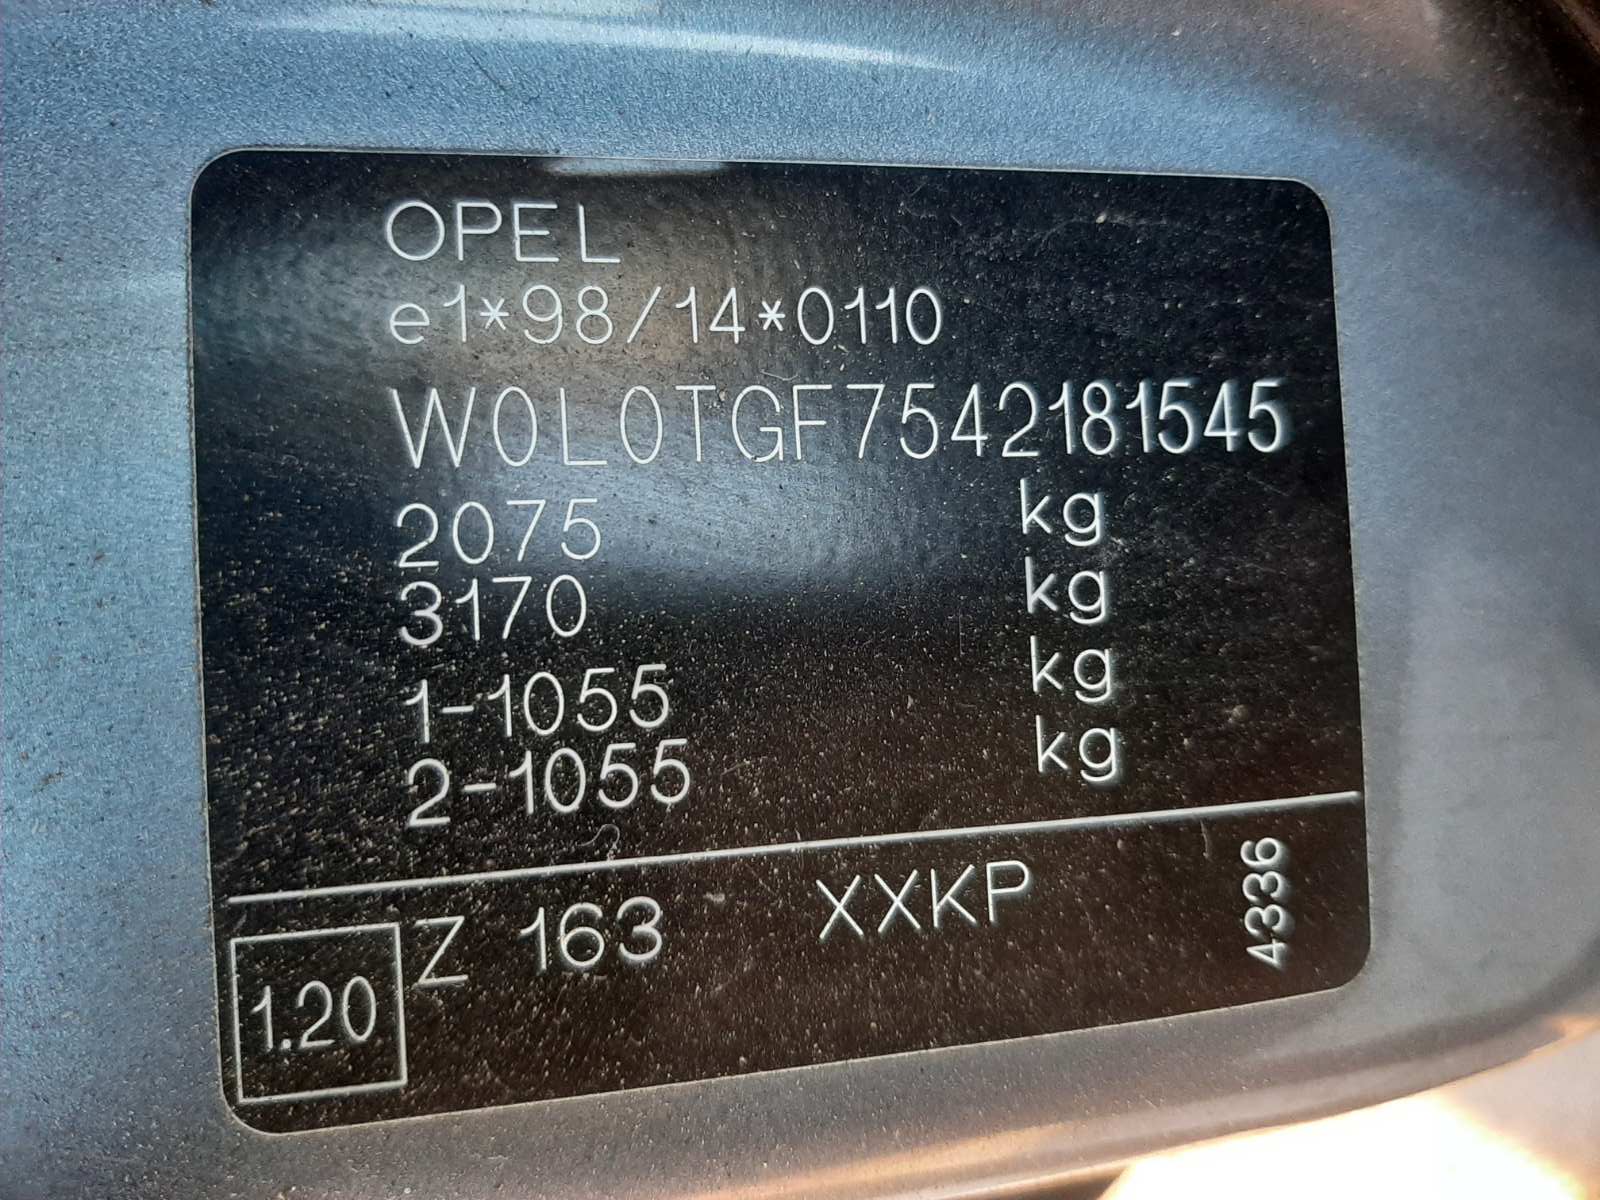 OPEL
e1*98/14*0110
W0L0TGF7542181545
2075 kg
3170 kg
1-1055 kg
2-1055 kg
1.20 Z 163 XXKP 4336